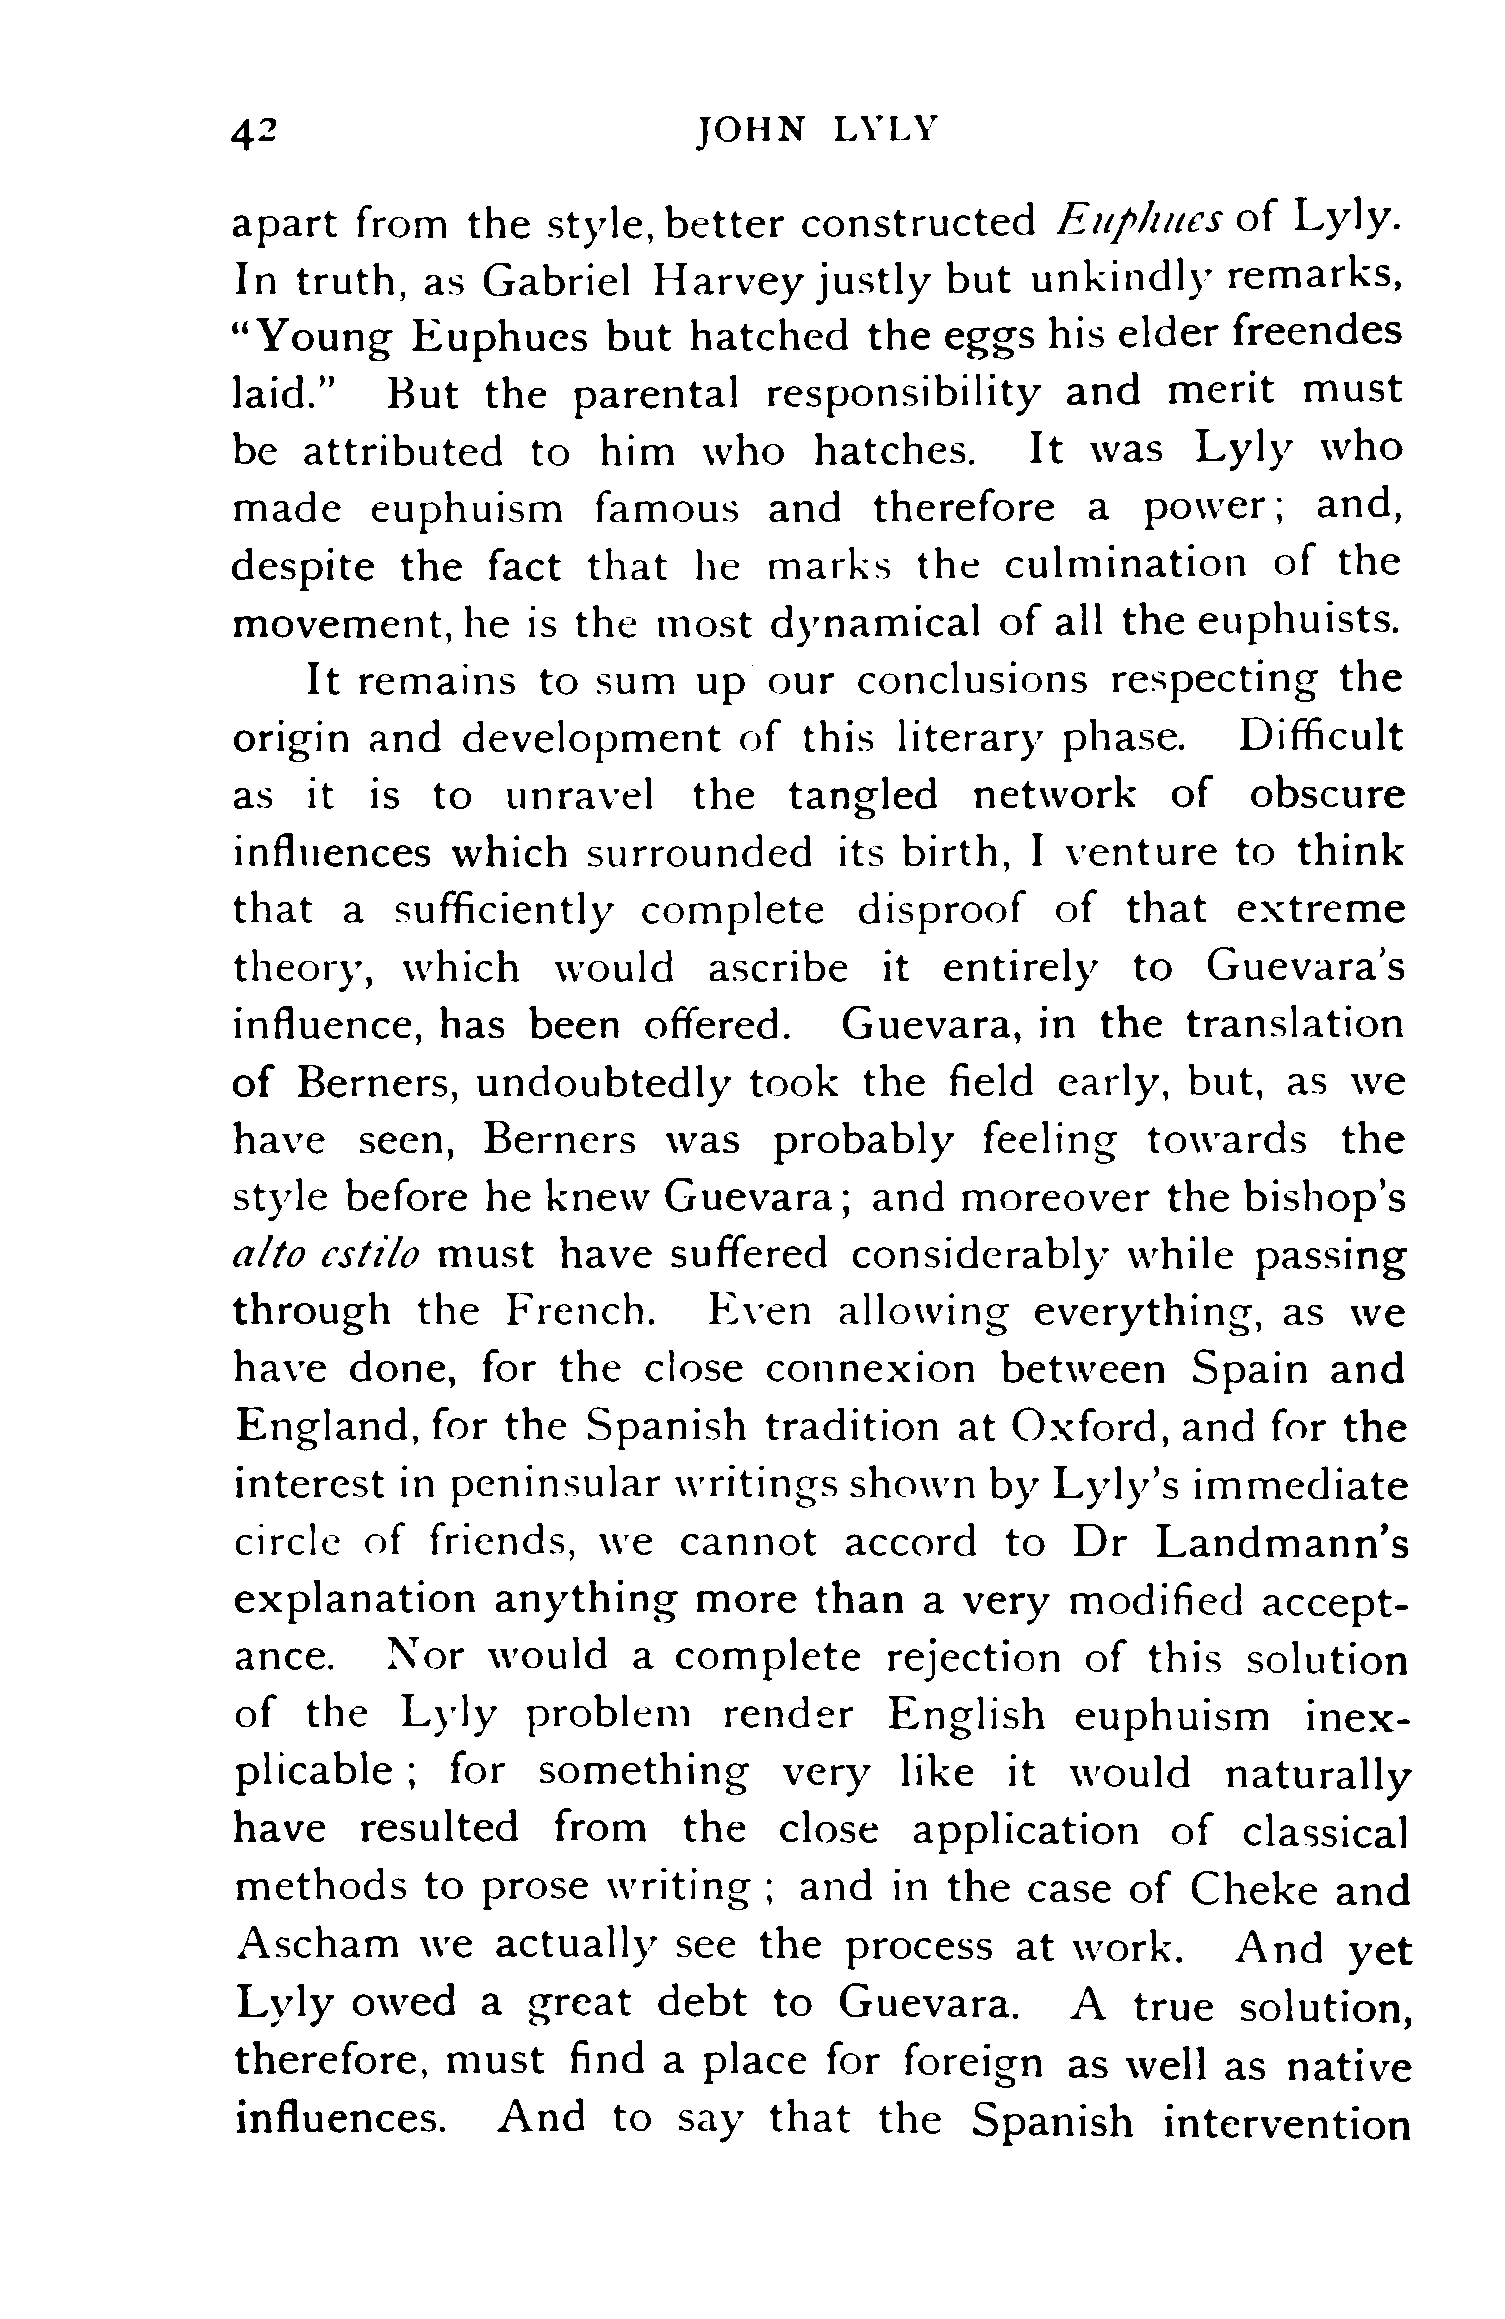 42 JOHN LYLY
apart from the style, better constructed Euphues of Lyly.
In truth, as Gabriel Harvey justly but unkindly remarks,
"Young Euphues but hatched the eggs his elder freendes
laid." But the parental responsibility and merit must
be attributed to him who hatches. It was Lyly who
made euphuism famous and therefore a power; and,
despite the fact that he marks the culmination of the
movement, he is the most dynamical of all the euphuists.
It remains to sum up our conclusions respecting the
origin and development of this literary phase. Difficult
as it is to unravel the tangled network of obscure
influences which surrounded its birth, I venture to think
that a sufficiently complete disproof of that extreme
theory, which would ascribe it entirely to Guevara's
influence, has been offered. Guevara, in the translation
of Berners, undoubtedly took the field early, but, as we
have seen, Berners was probably feeling towards the
style before he knew Guevara; and moreover the bishop's
alto estilo must have suffered considerably while passing
through the French. Even allowing everything, as we
have done, for the close connexion between Spain and
England, for the Spanish tradition at Oxford, and for the
interest in peninsular writings shown by Lyly's immediate
circle of friends, we cannot accord to Dr Landmann's
explanation anything more than a very modified accept-
ance. Nor would a complete rejection of this solution
of the Lyly problem render English euphuism inex-
plicable; for something very like it would naturally
have resulted from the close application of classical
methods to prose writing; and in the case of Cheke and
Ascham we actually see the process at work. And yet
Lyly owed a great debt to Guevara. A true solution,
therefore, must find a place for foreign as well as native
influences. And to say that the Spanish intervention